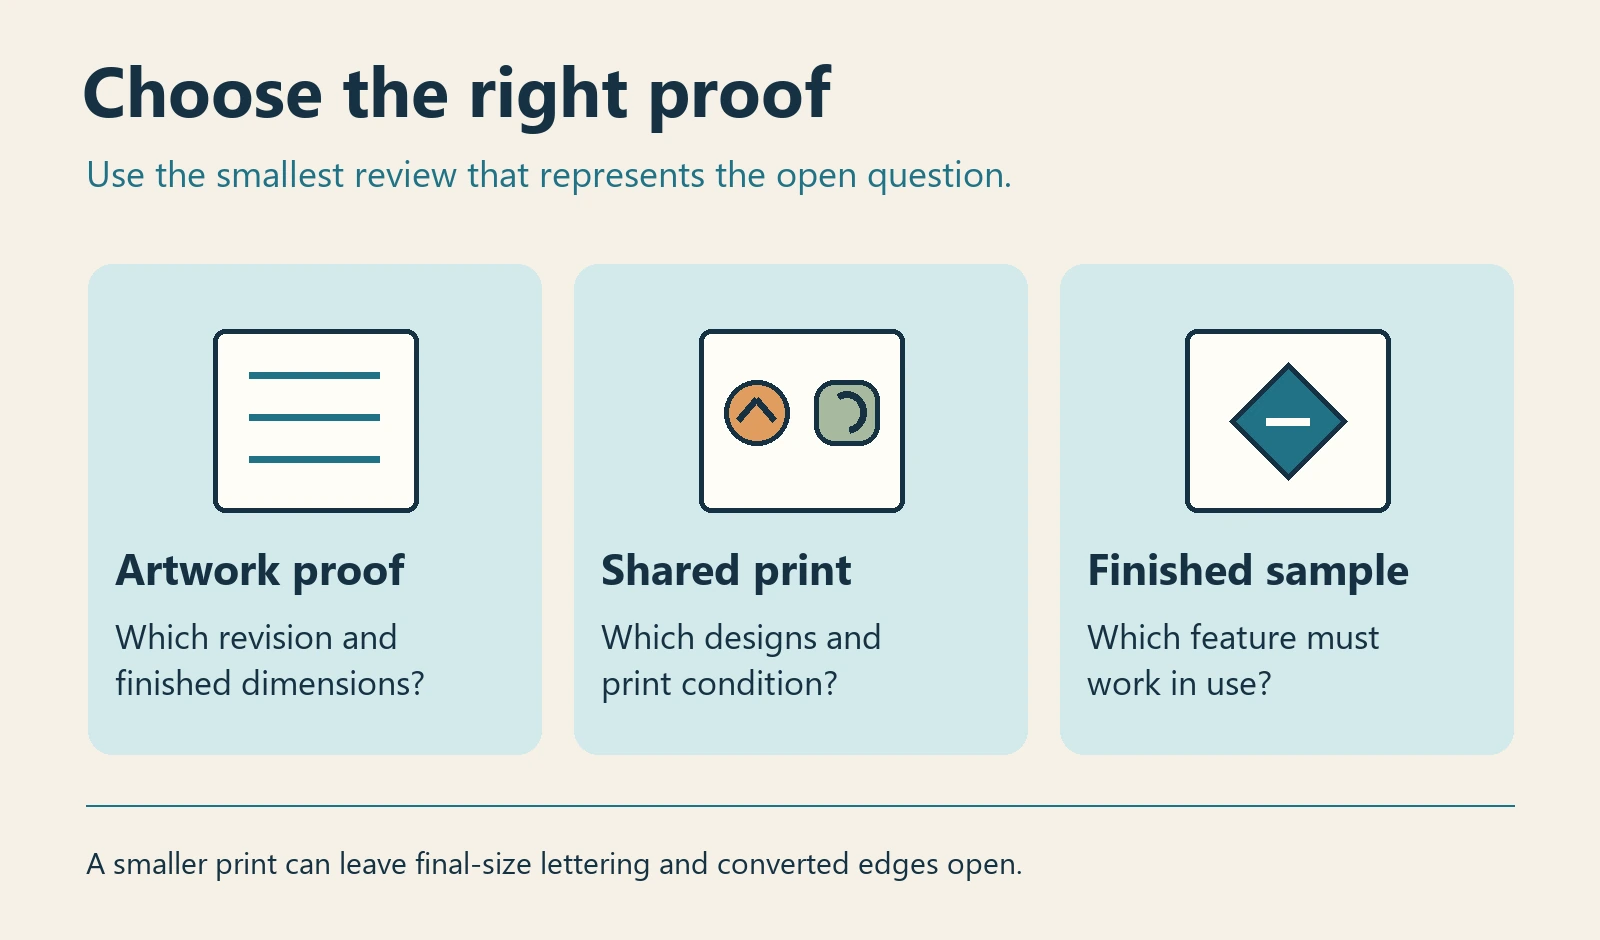 Choose the right proof
Use the smallest review that represents the open question.
Artwork proof
Which revision and
finished dimensions?
Shared print
Which designs and
print condition?
Finished sample
Which feature must
work in use?
A smaller print can leave final-size lettering and converted edges open.